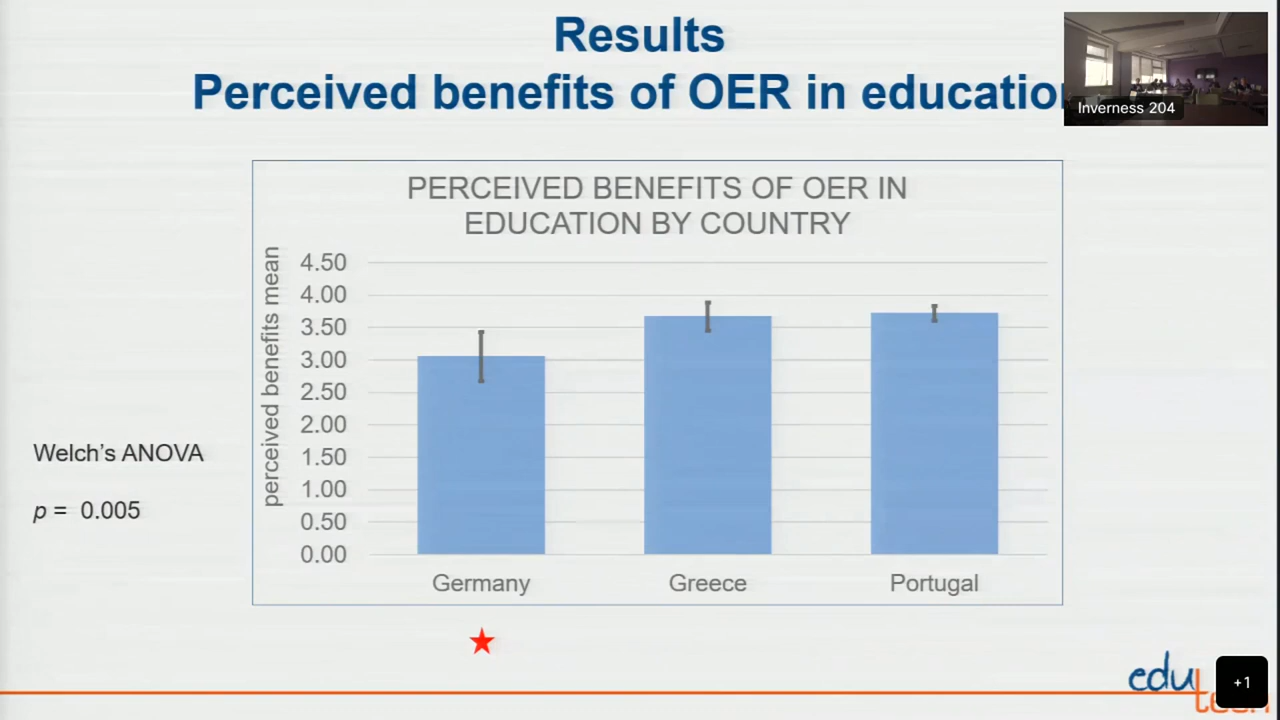 Results
Perceived benefits of OER in education
Inverness 204
PERCEIVED BENEFITS OF OER IN
EDUCATION BY COUNTRY
perceived benefits mean
4.50
4.00
3.50
3.00
2.50
2.00
1.50
1.00
0.50
0.00
Germany
Greece
Portugal
Welch’s ANOVA
p = 0.005
edu
+1